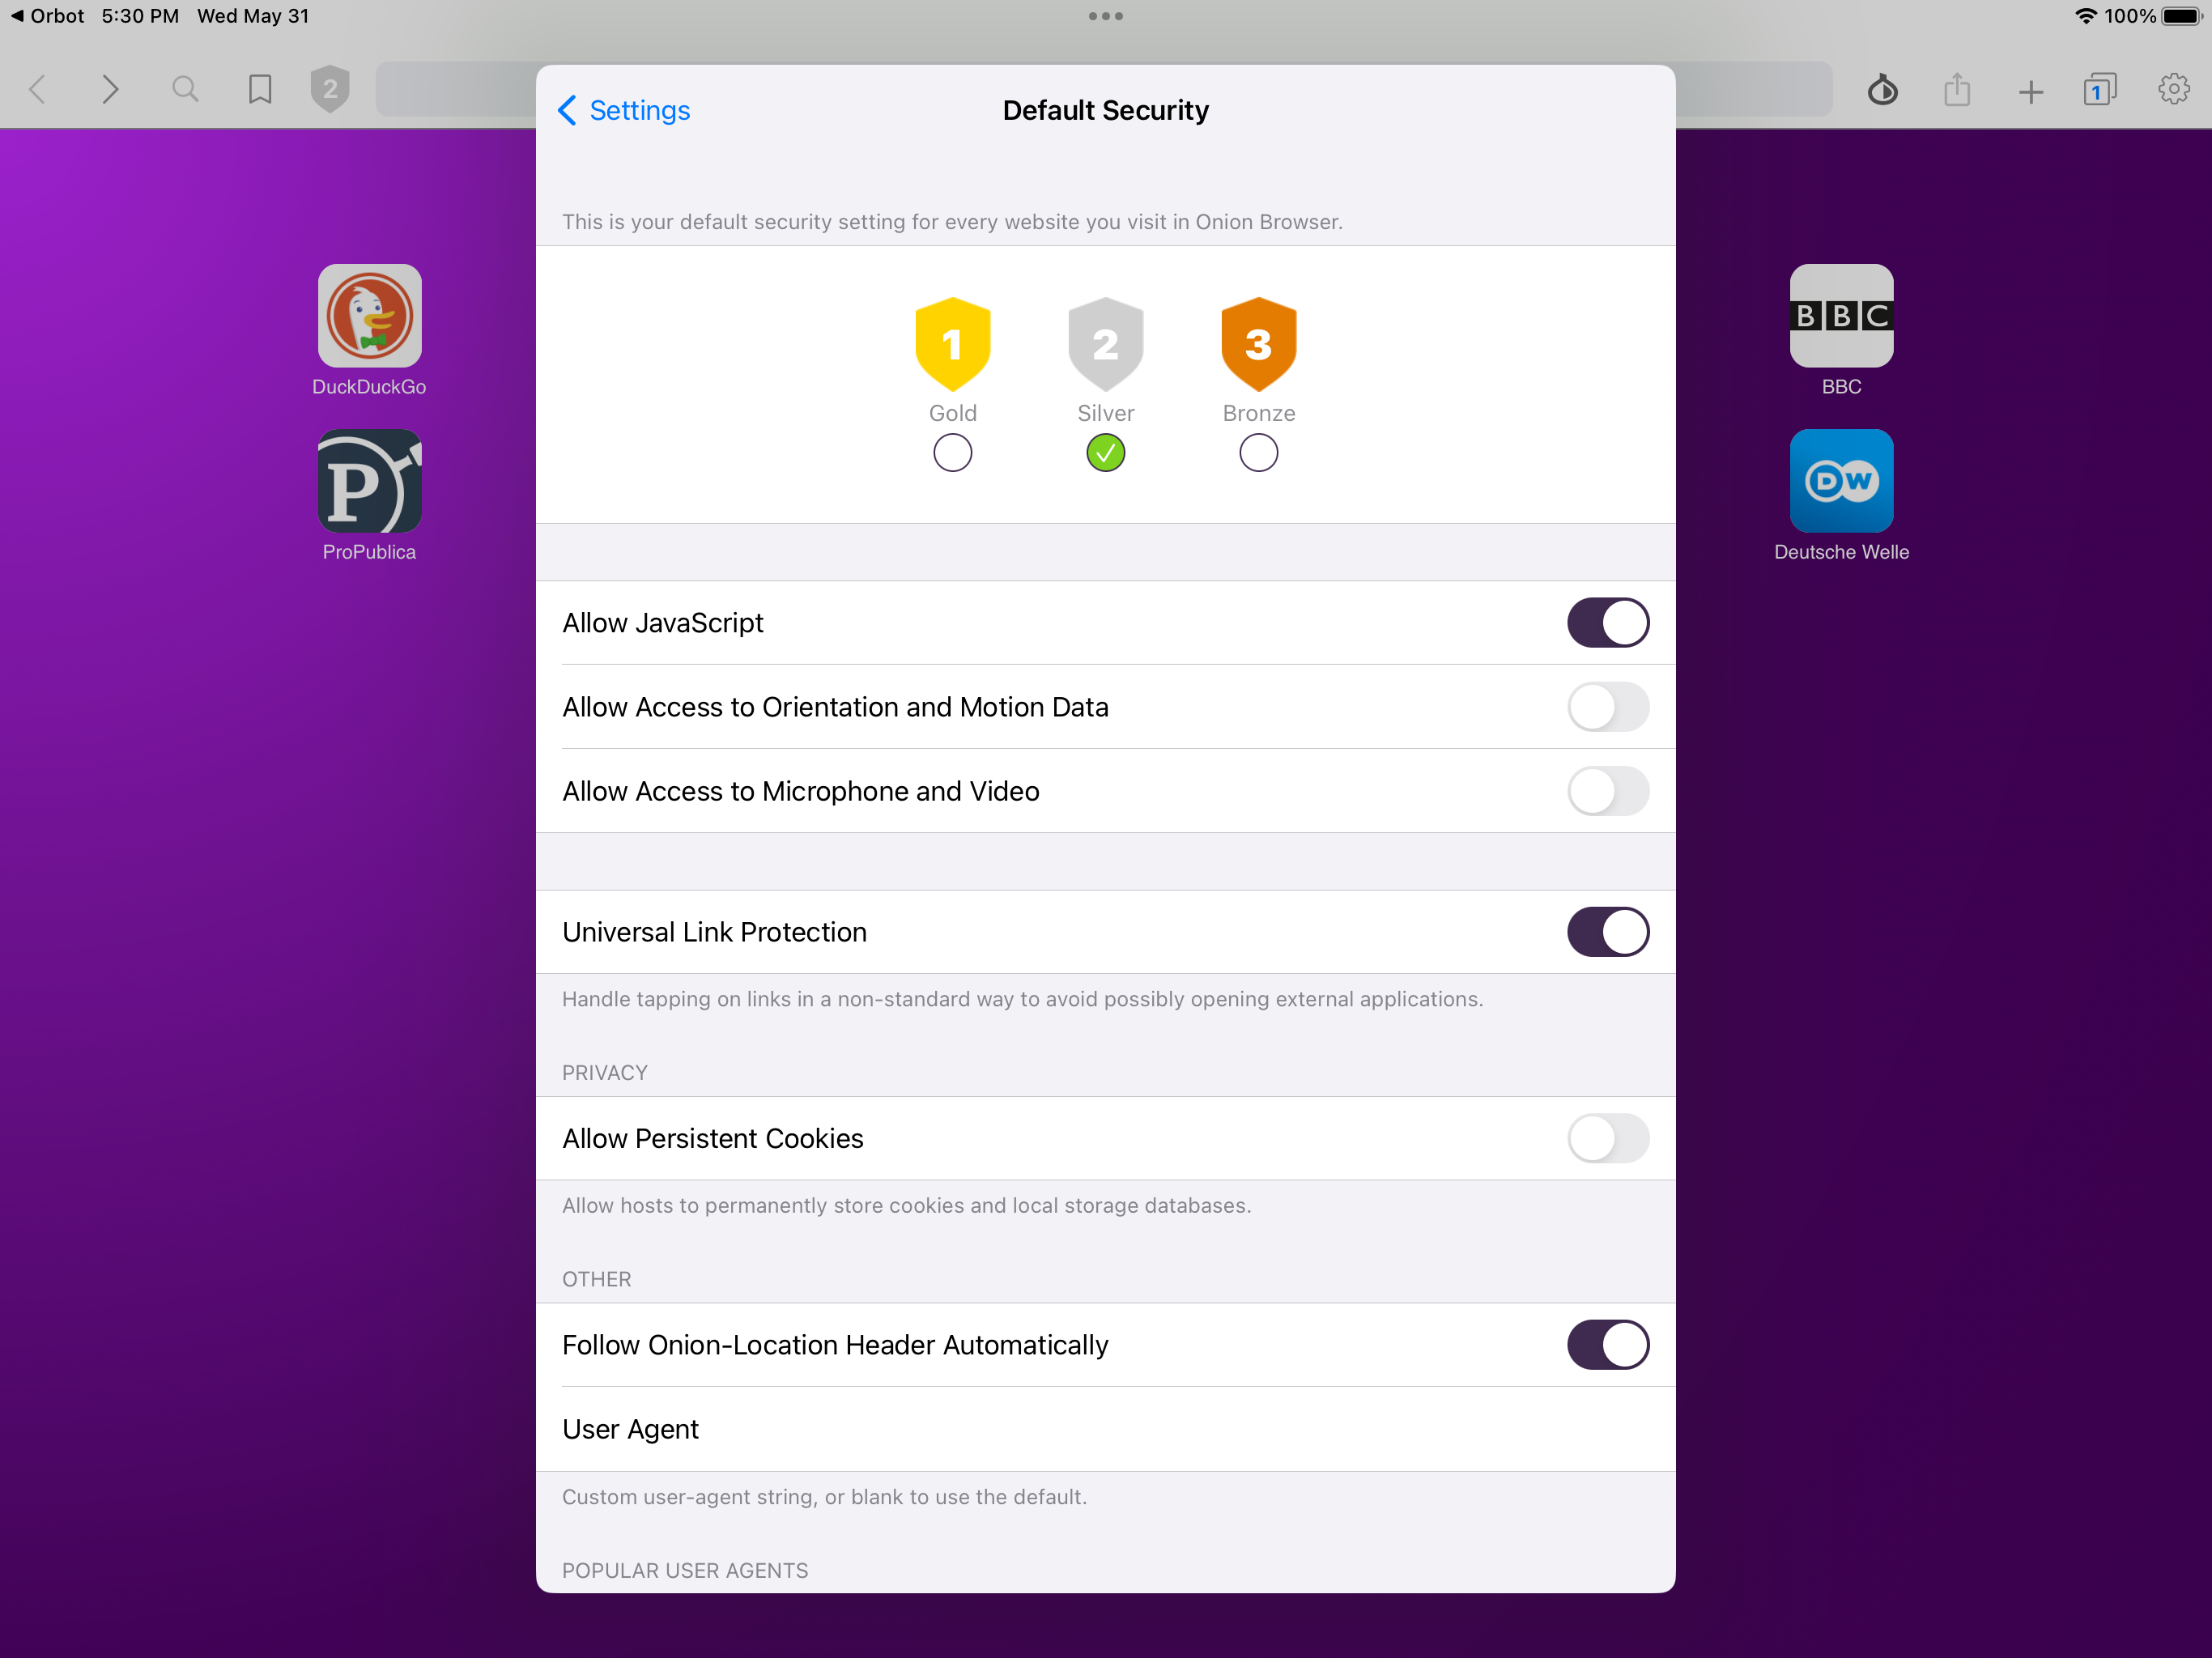 Orbot 5:30 PM Wed May 31
100%
2
1
Settings
Default Security
This is your default security setting for every website you visit in Onion Browser.
1 2 3
Gold Silver Bronze
DuckDuckGo
P
ProPublica
BBC
BBC
DW
Deutsche Welle
Allow JavaScript
Allow Access to Orientation and Motion Data
Allow Access to Microphone and Video
Universal Link Protection
Handle tapping on links in a non-standard way to avoid possibly opening external applications.
PRIVACY
Allow Persistent Cookies
Allow hosts to permanently store cookies and local storage databases.
OTHER
Follow Onion-Location Header Automatically
User Agent
Custom user-agent string, or blank to use the default.
POPULAR USER AGENTS